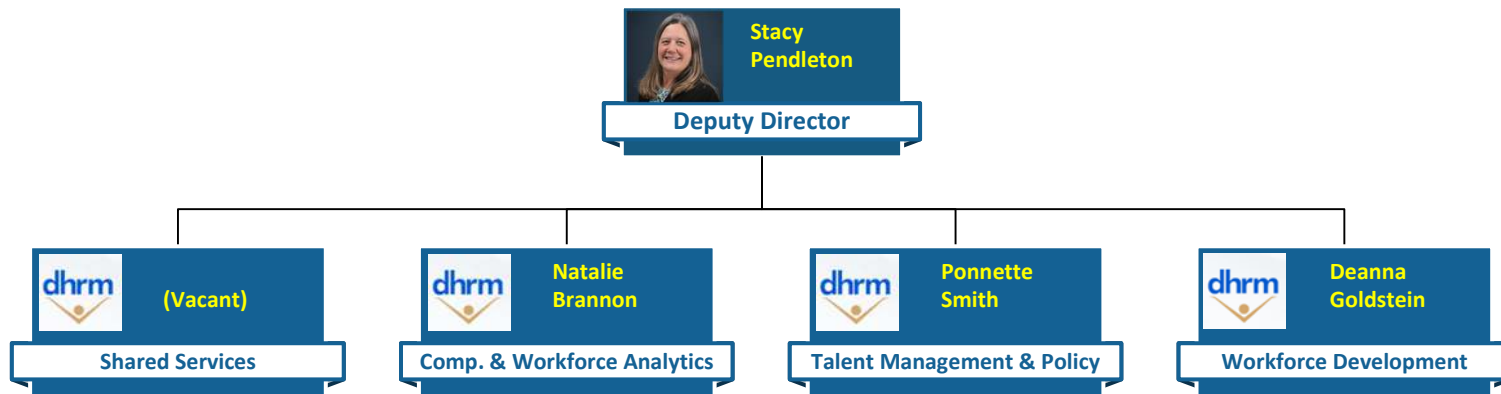 Stacy
Pendleton
Deputy Director
dhrm
(Vacant)
Shared Services
dhrm
Natalie
Brannon
Comp. & Workforce Analytics
dhrm
Ponnette
Smith
Talent Management & Policy
dhrm
Deanna
Goldstein
Workforce Development